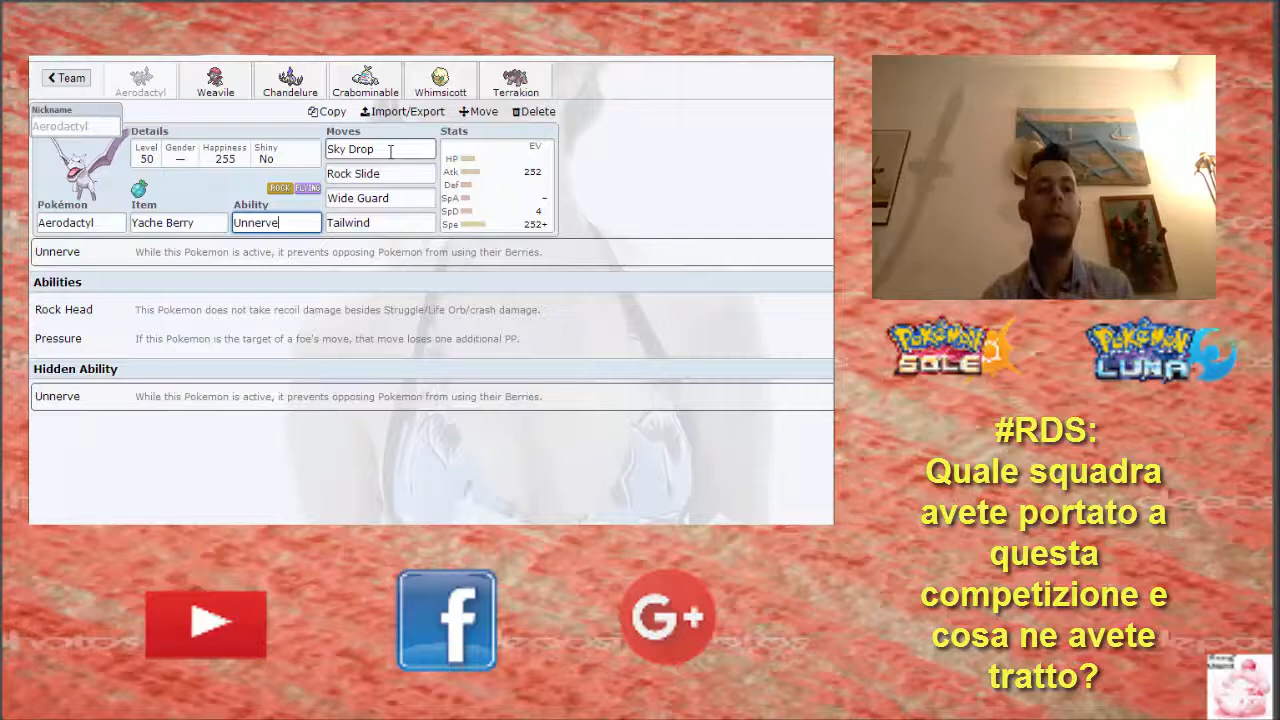 Team
Aerodactyl
Weavile
Chandelure
Crabominable
Whimsicott
Terrakion
Nickname
Aerodactyl
Copy
Import/Export
Move
Delete
Details
Moves
Stats
Level
Gender
Happiness
Shiny
50
—
255
No
Sky Drop
Rock Slide
Wide Guard
Tailwind
EV
HP
Atk 252
Def
SpA –
SpD 4
Spe 252+
ROCK FLYING
Pokémon
Item
Ability
Aerodactyl
Yache Berry
Unnerve
Unnerve While this Pokemon is active, it prevents opposing Pokemon from using their Berries.
Abilities
Rock Head This Pokemon does not take recoil damage besides Struggle/Life Orb/crash damage.
Pressure If this Pokemon is the target of a foe's move, that move loses one additional PP.
Hidden Ability
Unnerve While this Pokemon is active, it prevents opposing Pokemon from using their Berries.
POKÉMON
SOLE
POKÉMON
LUNA
#RDS:
Quale squadra
avete portato a
questa
competizione e
cosa ne avete
tratto?
f
G+